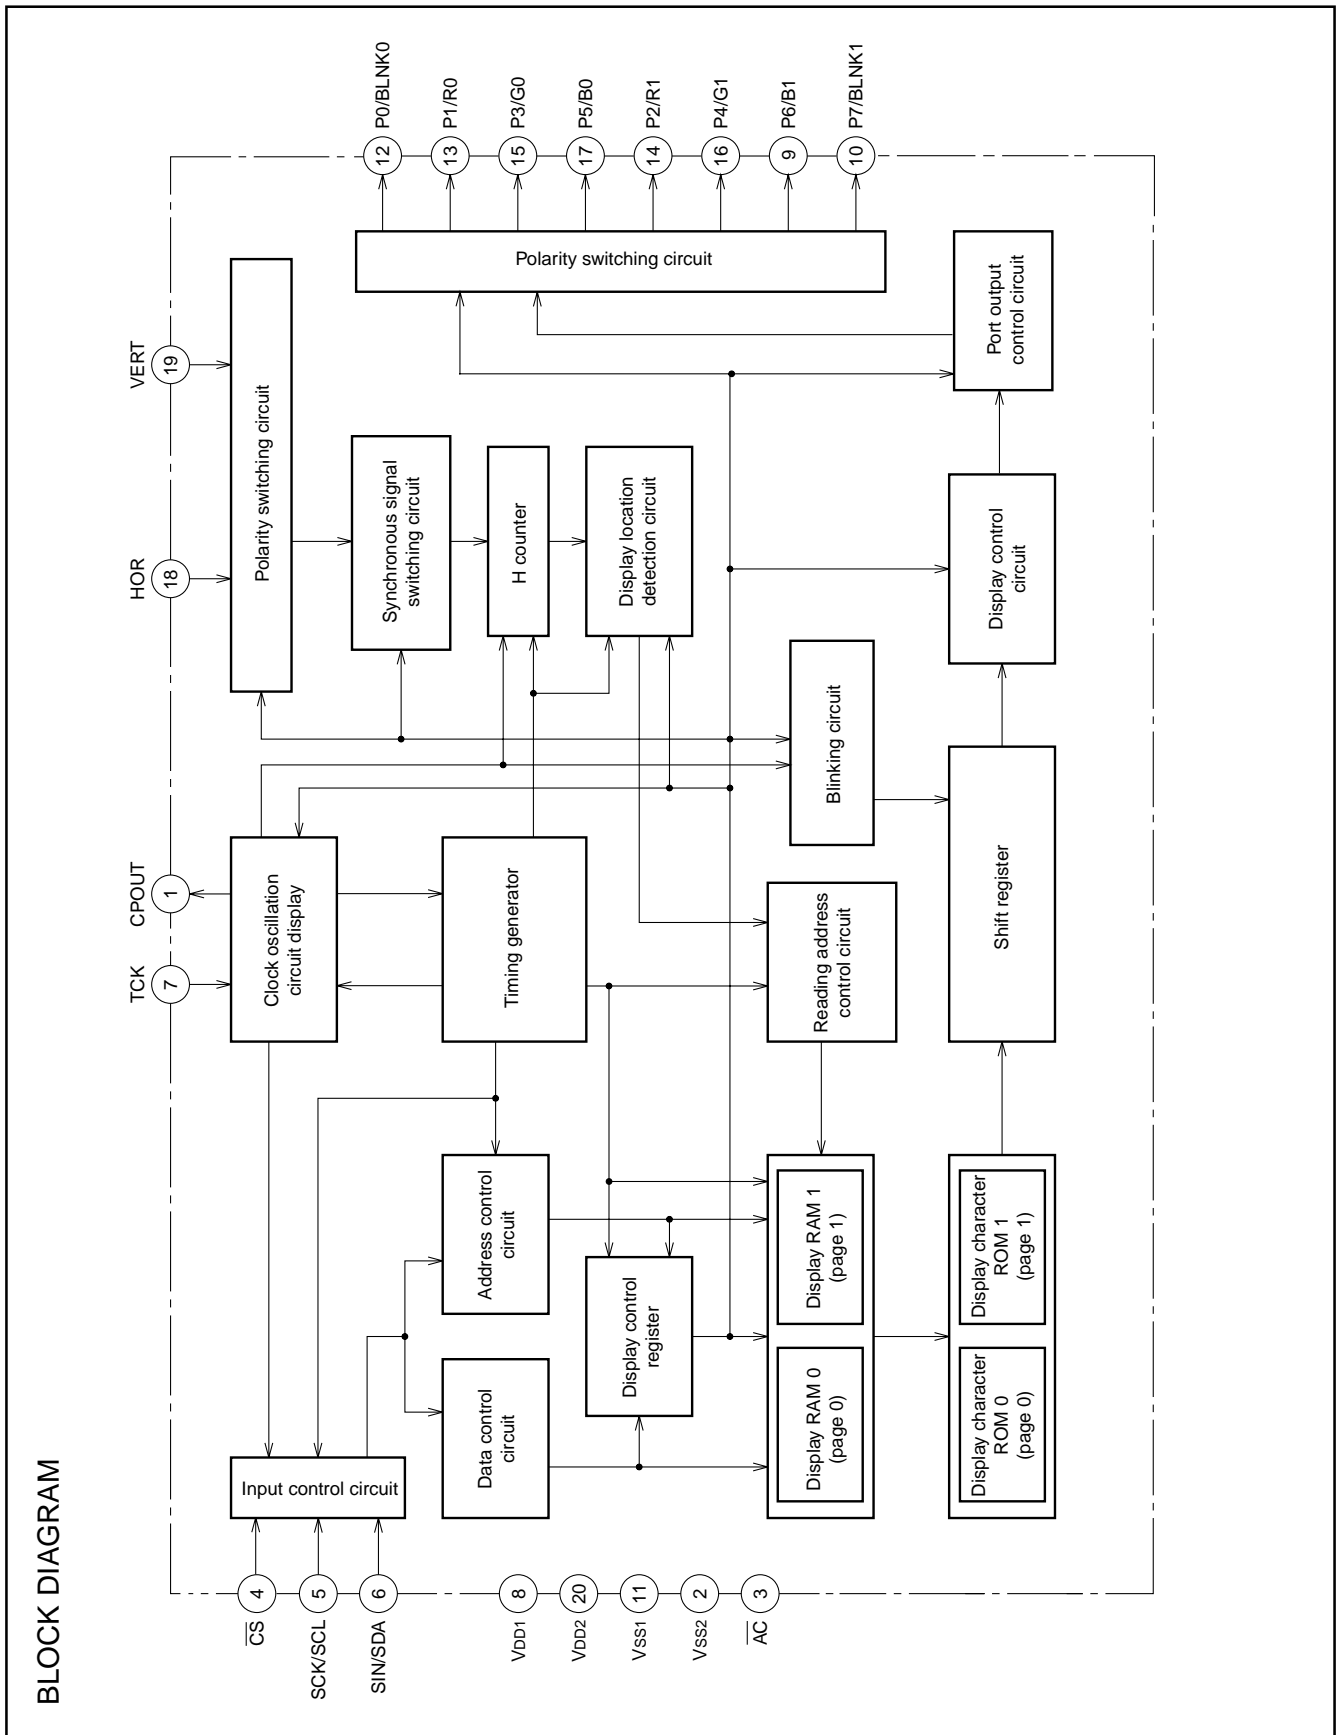 BLOCK DIAGRAM
CS
4
SCK/SCL
5
SIN/SDA
6
VDD1
8
VDD2
20
VSS1
11
VSS2
2
AC
3
TCK
7
CPOUT
1
HOR
18
VERT
19
Input control circuit
Clock oscillation
circuit display
Polarity switching circuit
Data control
circuit
Address control
circuit
Timing generator
Synchronous signal
switching circuit
H counter
Display location
detection circuit
Display control
register
Display RAM 0
(page 0)
Display RAM 1
(page 1)
Reading address
control circuit
Blinking circuit
Display character
ROM 0
(page 0)
Display character
ROM 1
(page 1)
Shift register
Display control
circuit
Port output
control circuit
Polarity switching circuit
12
P0/BLNK0
13
P1/R0
15
P3/G0
17
P5/B0
14
P2/R1
16
P4/G1
9
P6/B1
10
P7/BLNK1